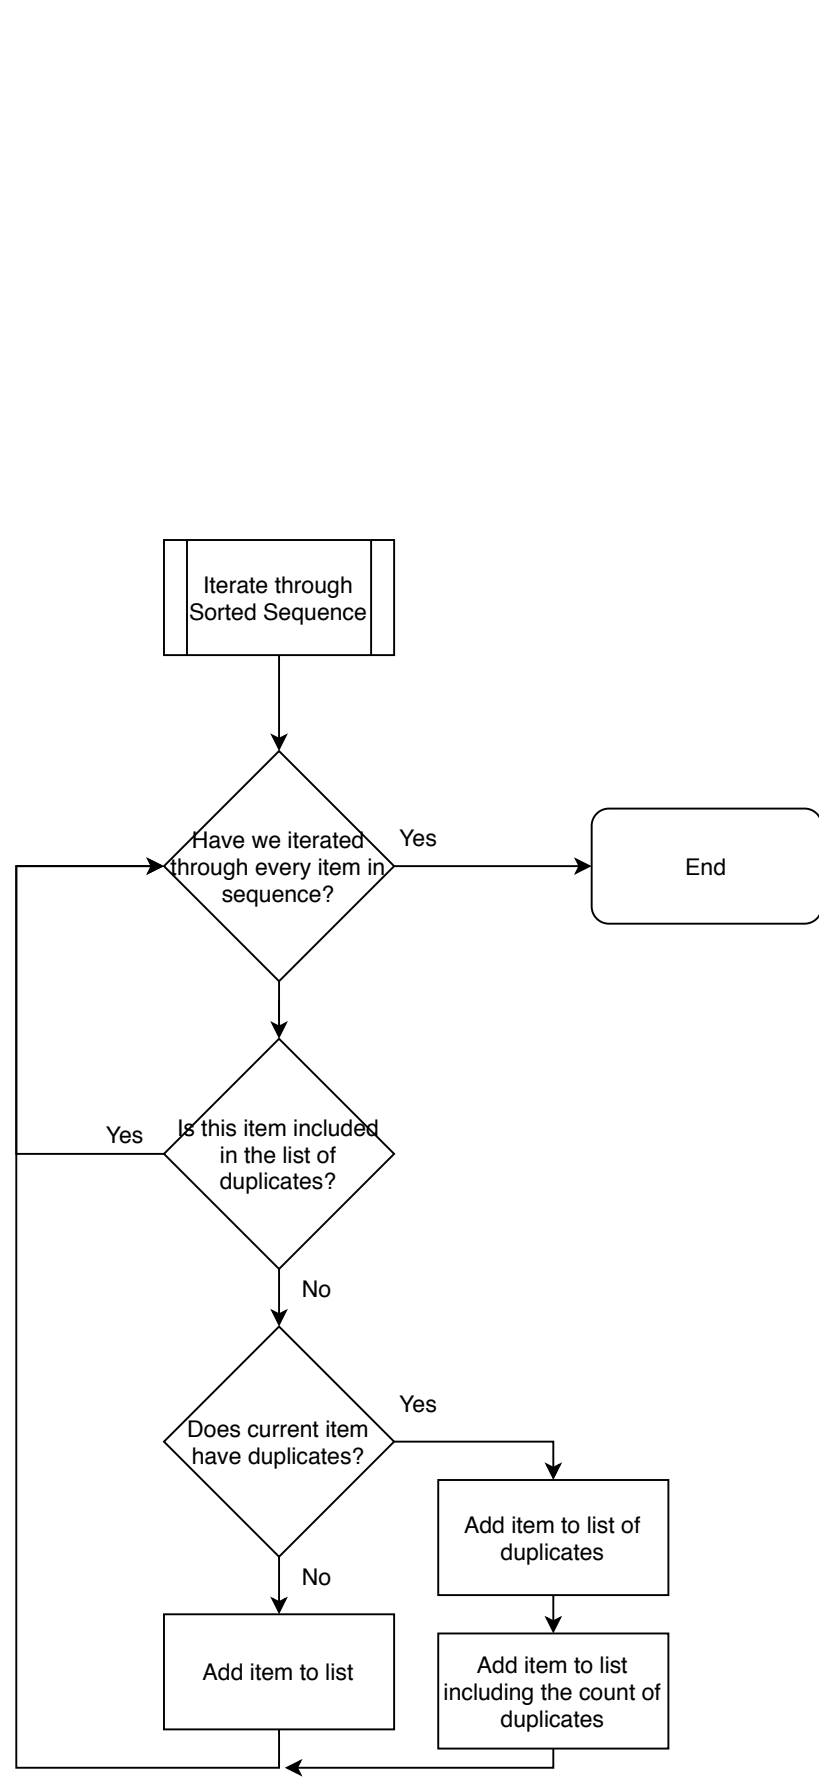 Iterate through
Sorted Sequence
Have we iterated
through every item in
sequence?
Yes
End
Is this item included
in the list of
duplicates?
Yes
No
Does current item
have duplicates?
Yes
Add item to list of
duplicates
No
Add item to list
Add item to list
including the count of
duplicates